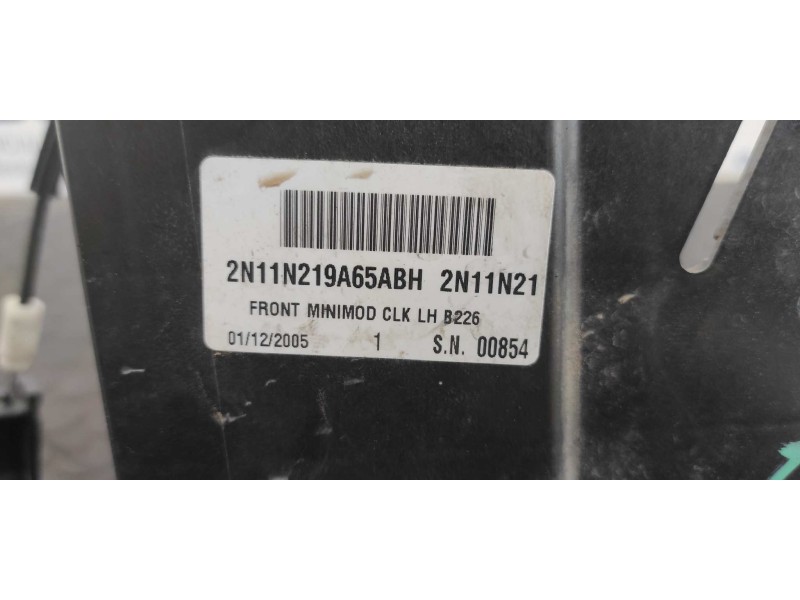 2N11N219A65ABH 2N11N21
FRONT MINIMOD CLK LH B226
01/12/2005 1 S.N. 00854